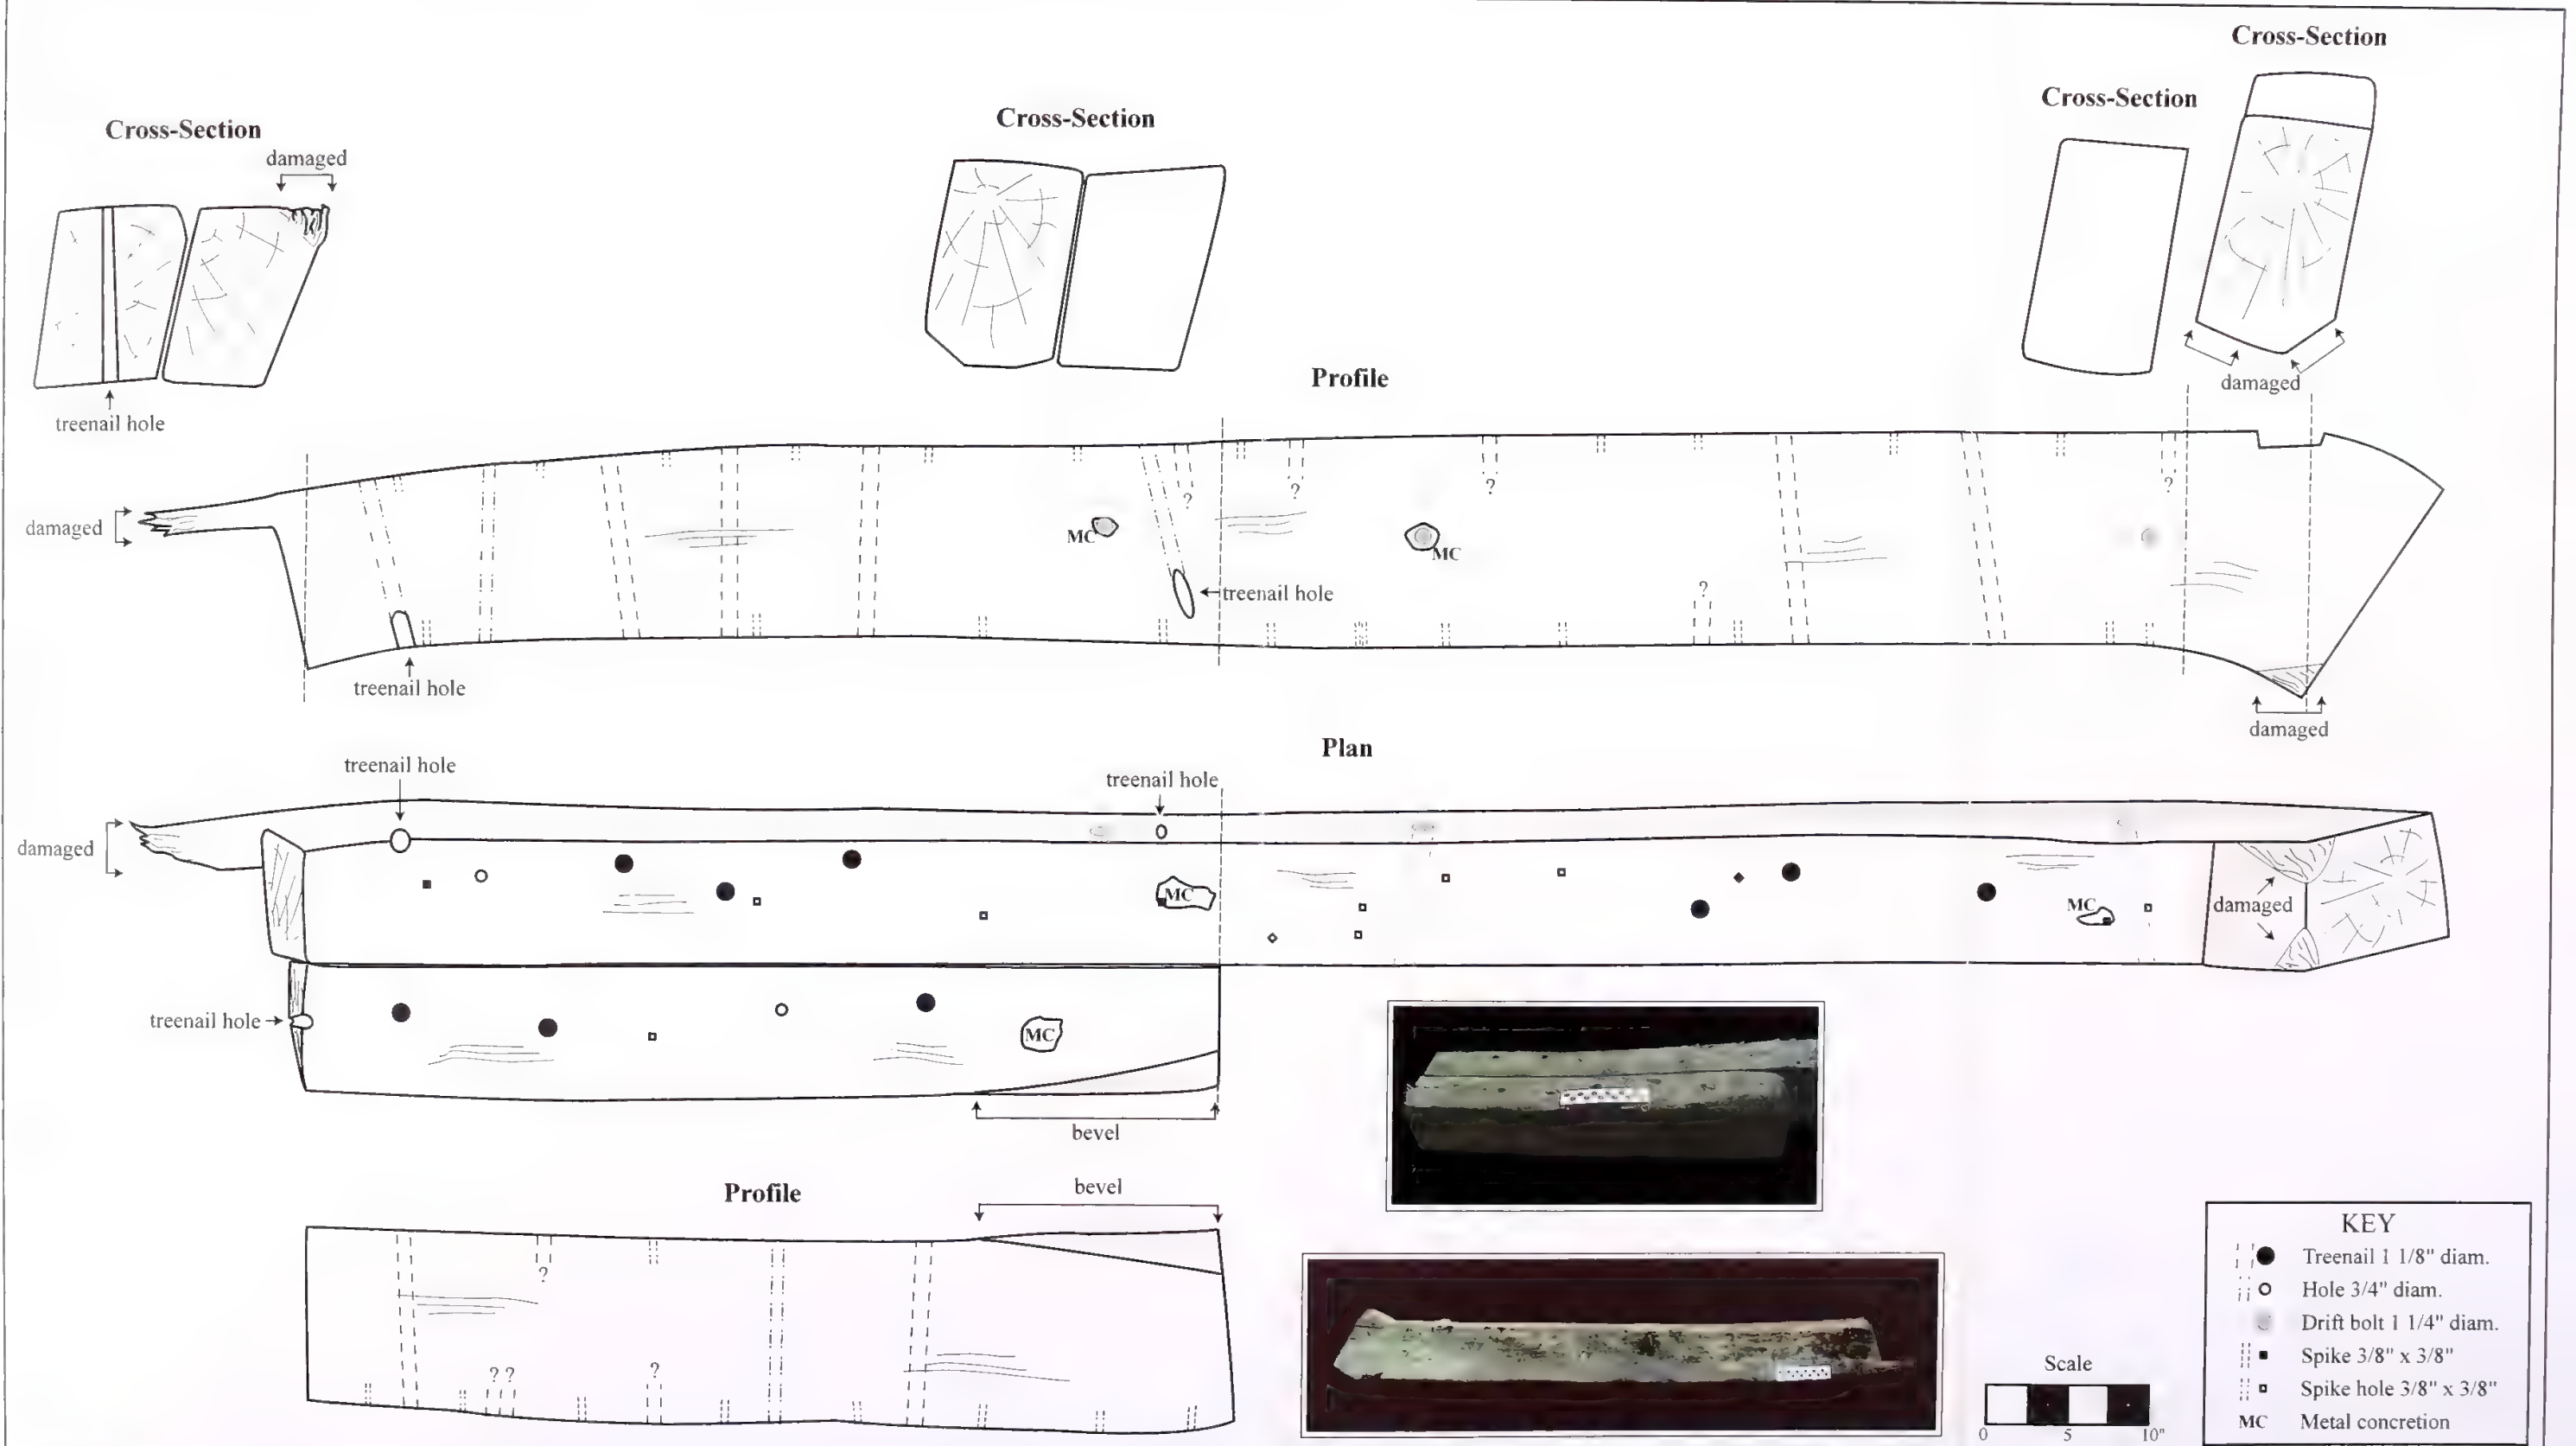 Cross-Section
Cross-Section
Cross-Section
Cross-Section
damaged
treenail hole
damaged
Profile
damaged
?
?
?
?
MC
MC
?
treenail hole
treenail hole
damaged
Plan
treenail hole
treenail hole
damaged
MC
MC
damaged
treenail hole
MC
bevel
Profile
bevel
?
? ?
?
KEY
Treenail 1 1/8" diam.
Hole 3/4" diam.
Drift bolt 1 1/4" diam.
Spike 3/8" x 3/8"
Spike hole 3/8" x 3/8"
MC Metal concretion
Scale
0 5 10"